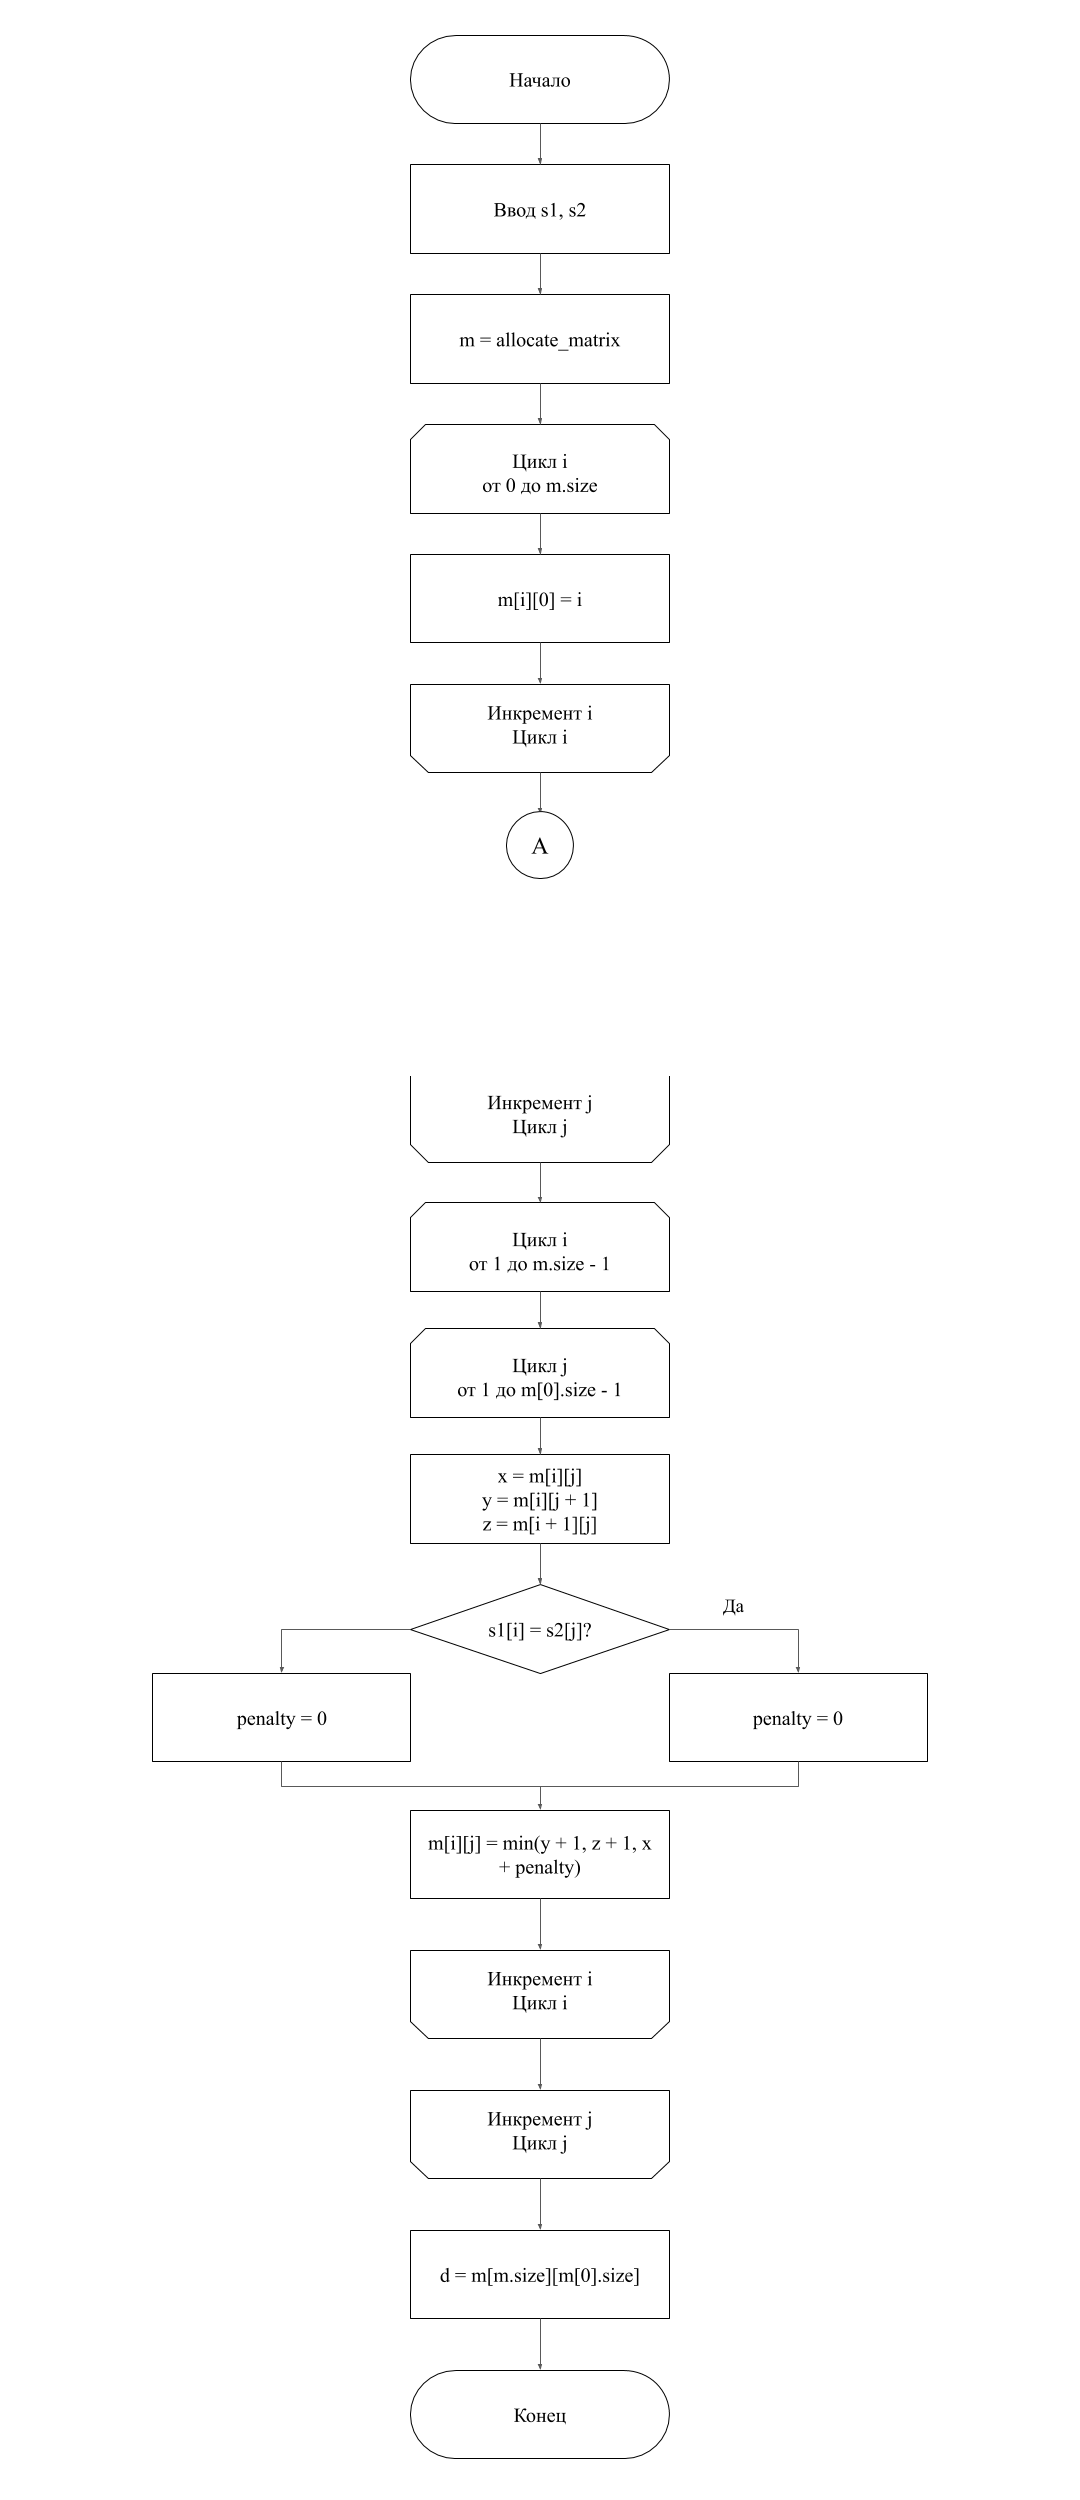 Начало
Ввод s1, s2
m = allocate_matrix
Цикл i
от 0 до m.size
m[i][0] = i
Инкремент i
Цикл i
A
Инкремент j
Цикл j
Цикл i
от 1 до m.size - 1
Цикл j
от 1 до m[0].size - 1
x = m[i][j]
y = m[i][j + 1]
z = m[i + 1][j]
Да
s1[i] = s2[j]?
penalty = 0
penalty = 0
m[i][j] = min(y + 1, z + 1, x
+ penalty)
Инкремент i
Цикл i
Инкремент j
Цикл j
d = m[m.size][m[0].size]
Конец